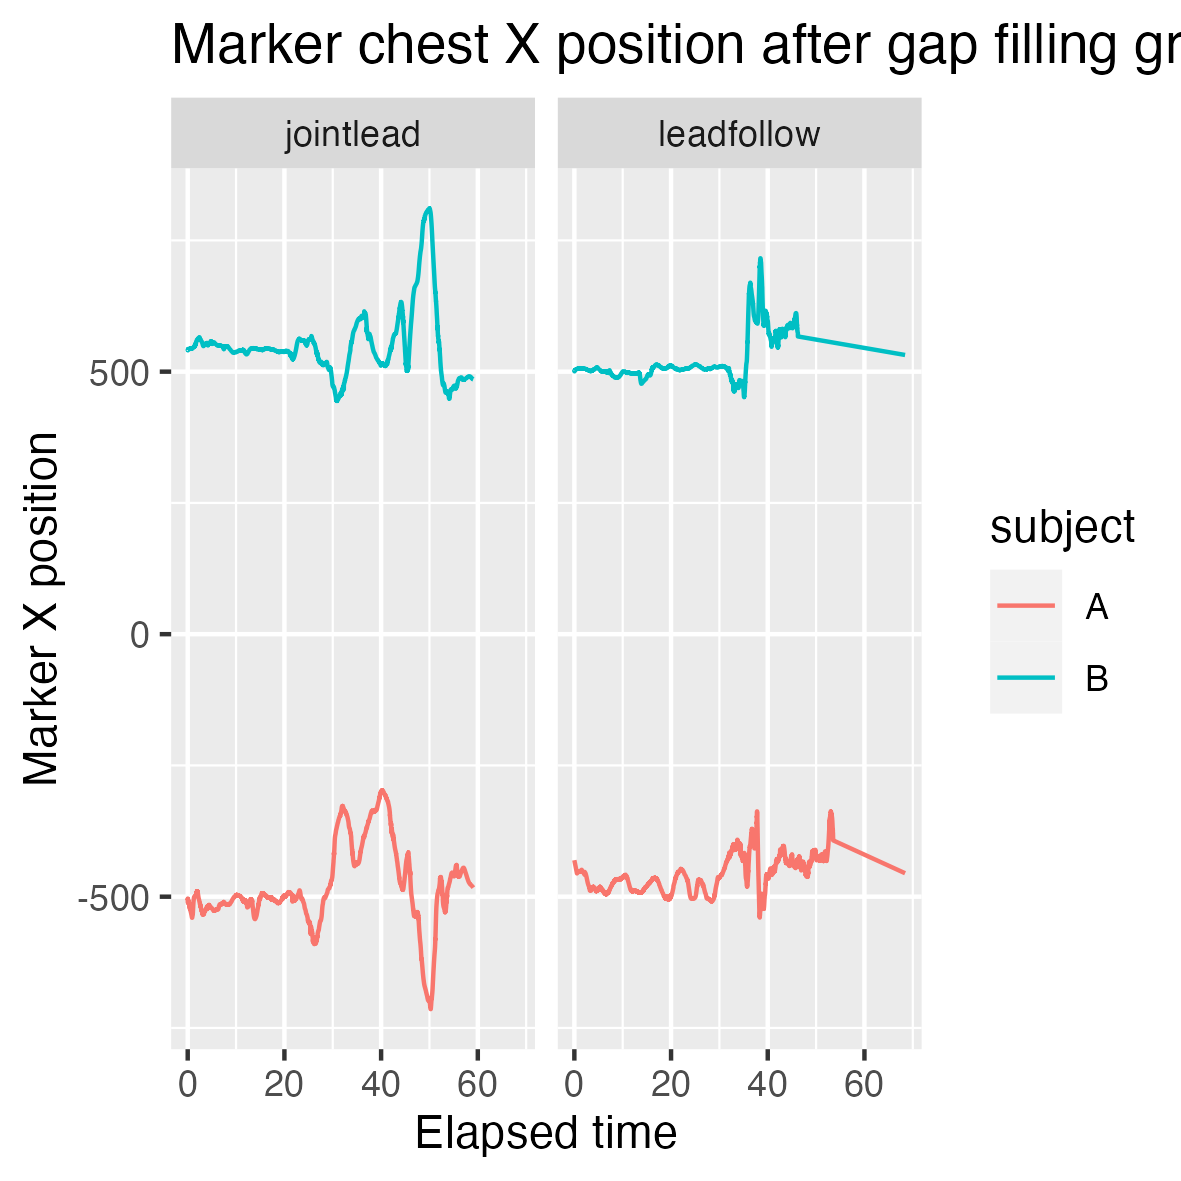 Marker chest X position after gap filling gr
jointlead
leadfollow
Marker X position
500
0
-500
0 20 40 60
0 20 40 60
Elapsed time
subject
A
B